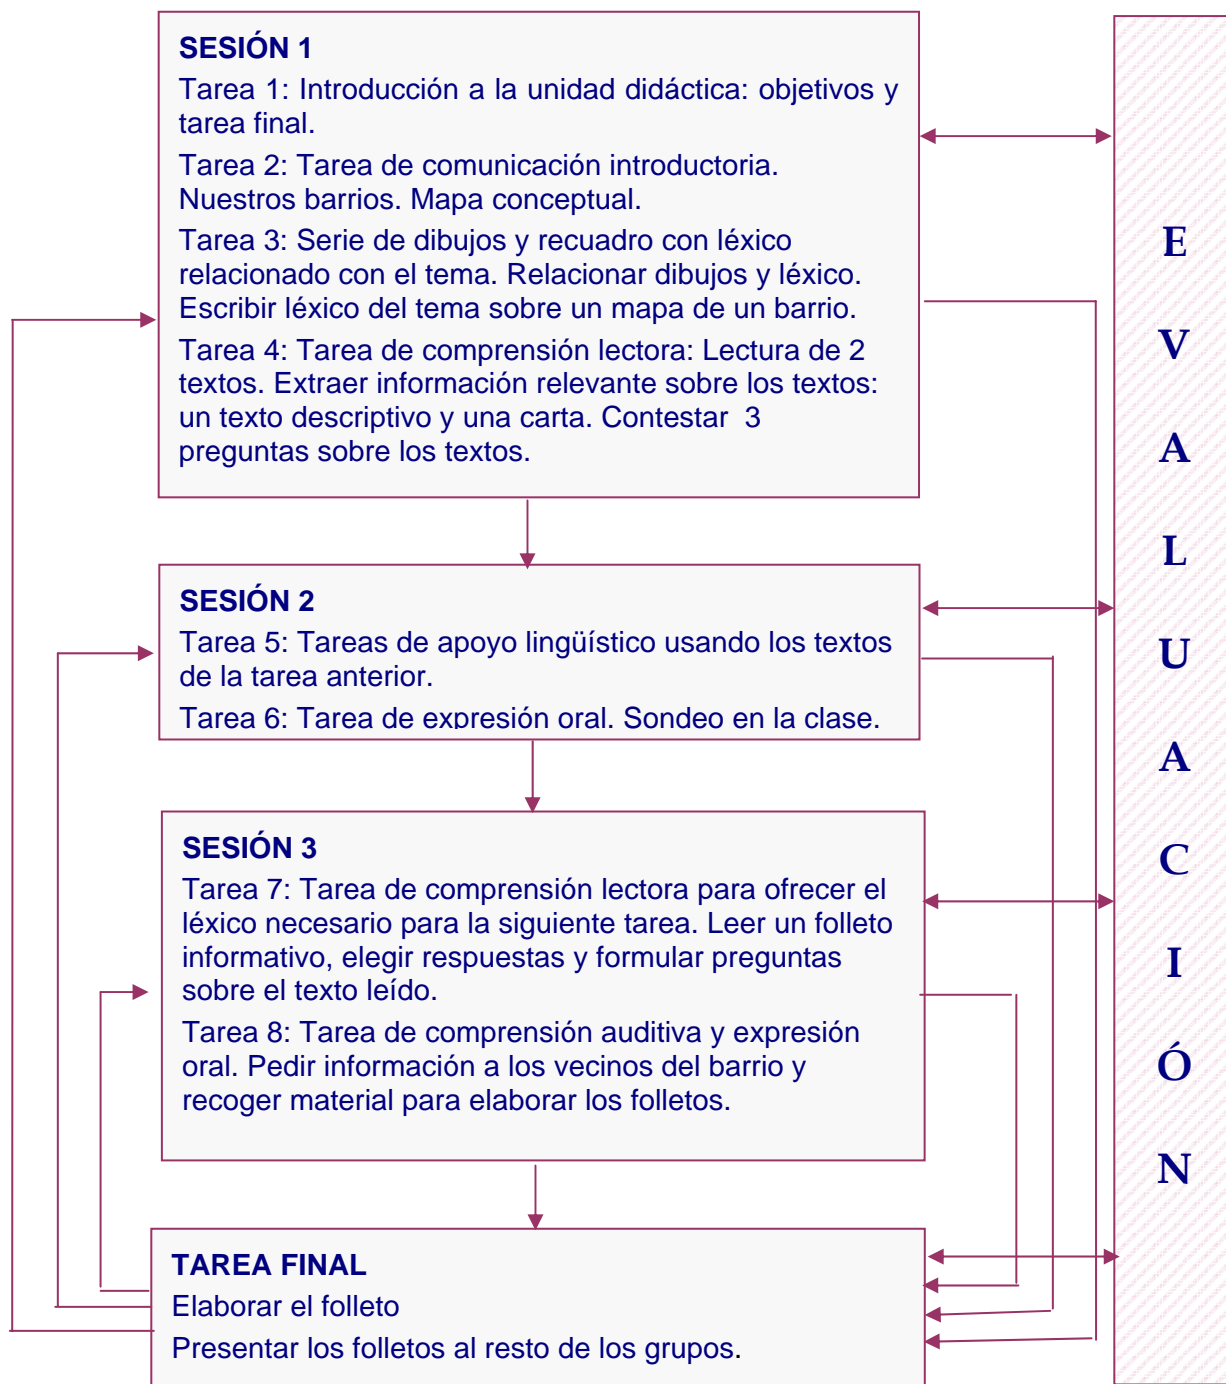 SESIÓN 1
Tarea 1: Introducción a la unidad didáctica: objetivos y
tarea final.
Tarea 2: Tarea de comunicación introductoria.
Nuestros barrios. Mapa conceptual.
Tarea 3: Serie de dibujos y recuadro con léxico
relacionado con el tema. Relacionar dibujos y léxico.
Escribir léxico del tema sobre un mapa de un barrio.
Tarea 4: Tarea de comprensión lectora: Lectura de 2
textos. Extraer información relevante sobre los textos:
un texto descriptivo y una carta. Contestar 3
preguntas sobre los textos.
SESIÓN 2
Tarea 5: Tareas de apoyo lingüístico usando los textos
de la tarea anterior.
Tarea 6: Tarea de expresión oral. Sondeo en la clase.
SESIÓN 3
Tarea 7: Tarea de comprensión lectora para ofrecer el
léxico necesario para la siguiente tarea. Leer un folleto
informativo, elegir respuestas y formular preguntas
sobre el texto leído.
Tarea 8: Tarea de comprensión auditiva y expresión
oral. Pedir información a los vecinos del barrio y
recoger material para elaborar los folletos.
TAREA FINAL
Elaborar el folleto
Presentar los folletos al resto de los grupos.
E
V
A
L
U
A
C
I
Ó
N